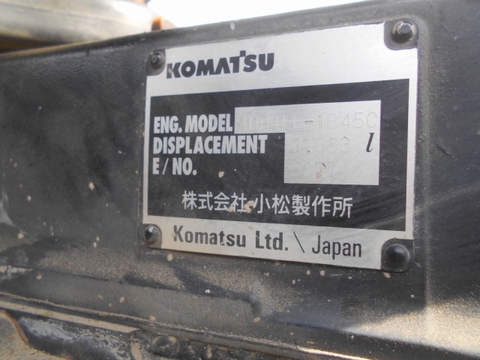 KOMATSU
ENG. MODEL
DISPLACEMENT l
E/NO.
株式会社 小松製作所
Komatsu Ltd. \ Japan